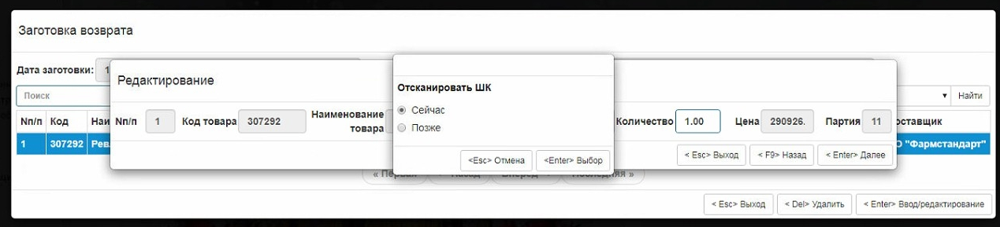 Заготовка возврата
Дата заготовки: 1
Редактирование
Отсканировать ШК
Сейчас
Позже
<Esc> Отмена <Enter> Выбор
Nп/п 1 Код товара 307292 Наименование товара
Количество 1.00 Цена 290926. Партия 11
< Esc> Выход < F9> Назад < Enter> Далее
Поиск Найти
Nп/п Код Наи оставщик
1 307292 Рев. О "Фармстандарт"
« Первая Назад Вперед Последняя »
< Esc> Выход < Del> Удалить < Enter> Ввод/редактирование